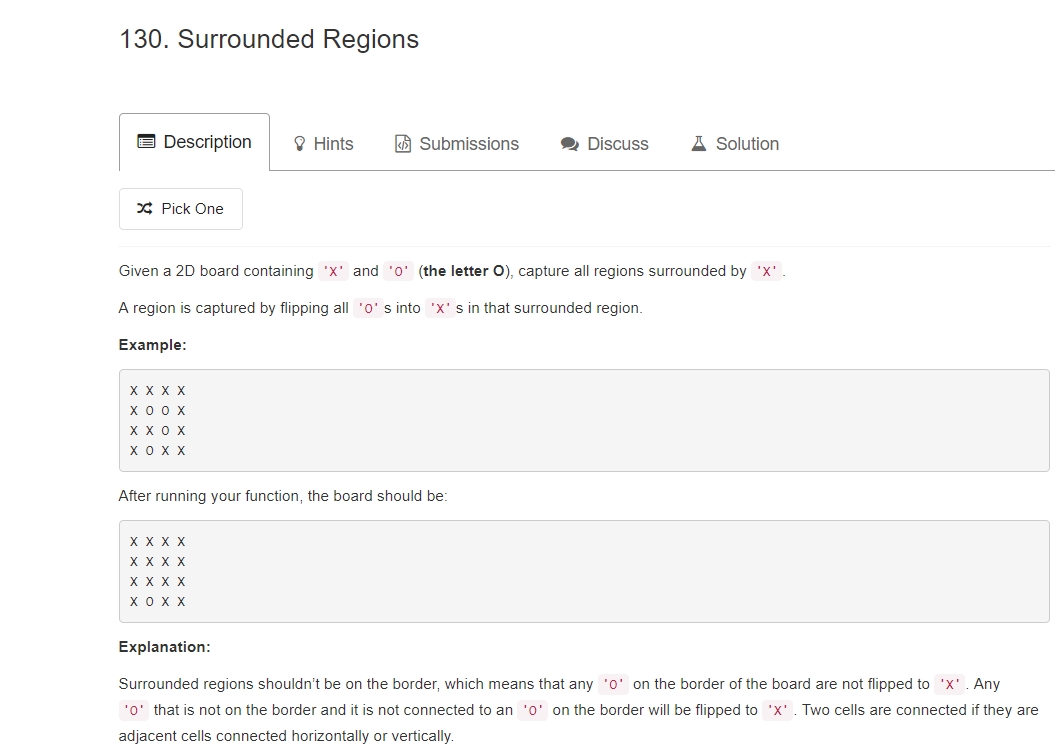 130. Surrounded Regions
Description
Hints
Submissions
Discuss
Solution
Pick One
Given a 2D board containing 'X' and 'O' (the letter O), capture all regions surrounded by 'X'.
A region is captured by flipping all 'O's into 'X's in that surrounded region.
Example:
X X X X
X O O X
X X O X
X O X X
After running your function, the board should be:
X X X X
X X X X
X X X X
X O X X
Explanation:
Surrounded regions shouldn't be on the border, which means that any 'O' on the border of the board are not flipped to 'X'. Any
'O' that is not on the border and it is not connected to an 'O' on the border will be flipped to 'X'. Two cells are connected if they are
adjacent cells connected horizontally or vertically.